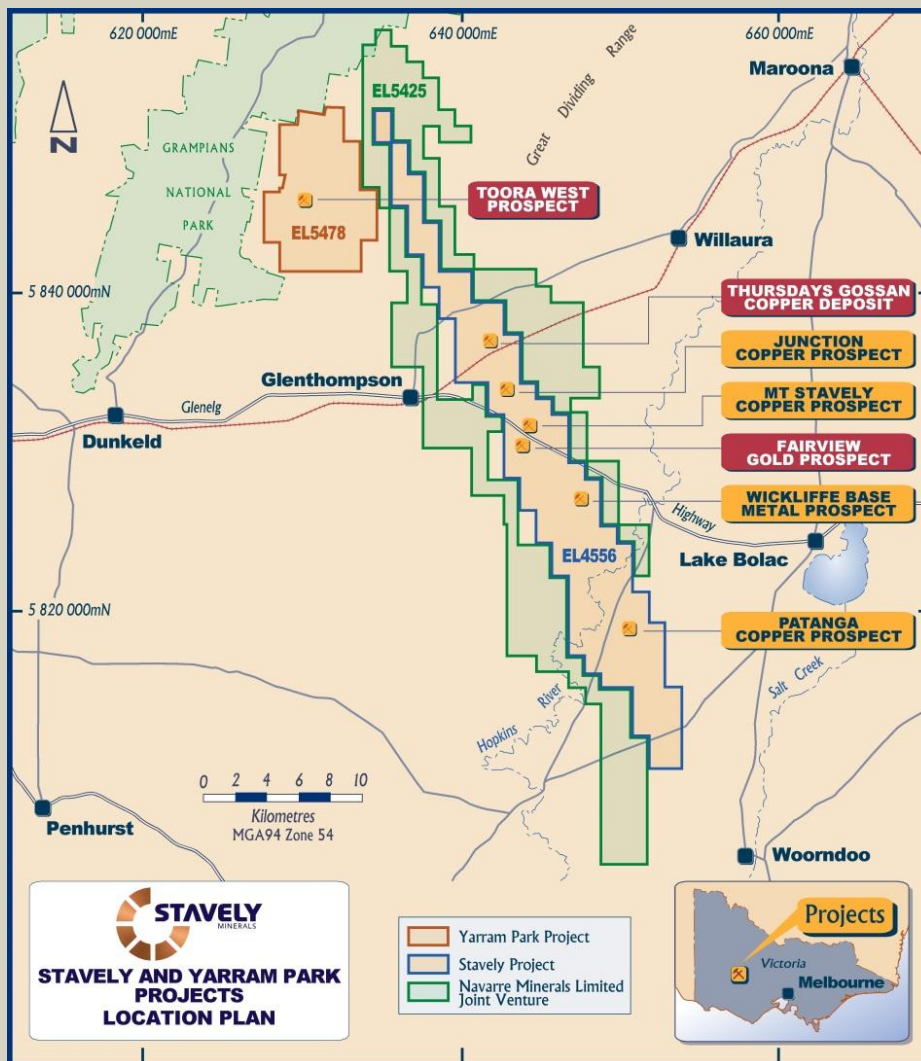 620 000mE
640 000mE
660 000mE
Maroona
EL5425
Great Dividing Range
N
GRAMPIANS
NATIONAL
PARK
TOORA WEST
PROSPECT
EL5478
Willaura
5 840 000mN
THURSDAYS GOSSAN
COPPER DEPOSIT
JUNCTION
COPPER PROSPECT
Glenthompson
MT STAVELY
COPPER PROSPECT
Glenelg
Dunkeld
FAIRVIEW
GOLD PROSPECT
WICKLIFFE BASE
METAL PROSPECT
Highway
EL4556
Lake Bolac
5 820 000mN
PATANGA
COPPER PROSPECT
Salt Creek
Hopkins River
0 2 4 6 8 10
Kilometres
MGA94 Zone 54
Penhurst
Woorndoo
STAVELY
MINERALS
STAVELY AND YARRAM PARK
PROJECTS
LOCATION PLAN
Yarram Park Project
Stavely Project
Navarre Minerals Limited
Joint Venture
Projects
Victoria
Melbourne